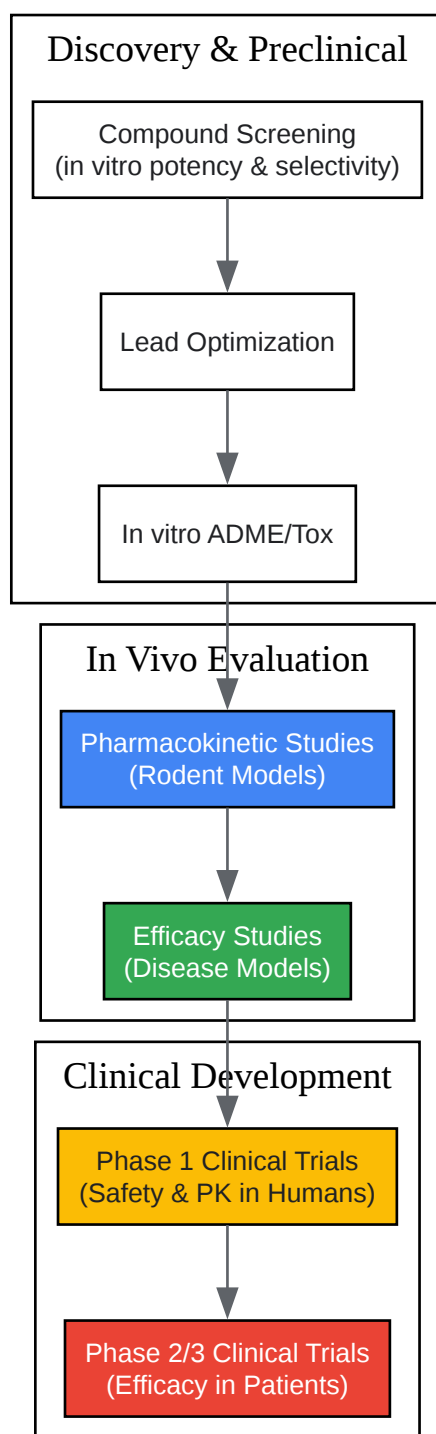 Discovery & Preclinical
Compound Screening
(in vitro potency & selectivity)
Lead Optimization
In vitro ADME/Tox
In Vivo Evaluation
Pharmacokinetic Studies
(Rodent Models)
Efficacy Studies
(Disease Models)
Clinical Development
Phase 1 Clinical Trials
(Safety & PK in Humans)
Phase 2/3 Clinical Trials
(Efficacy in Patients)